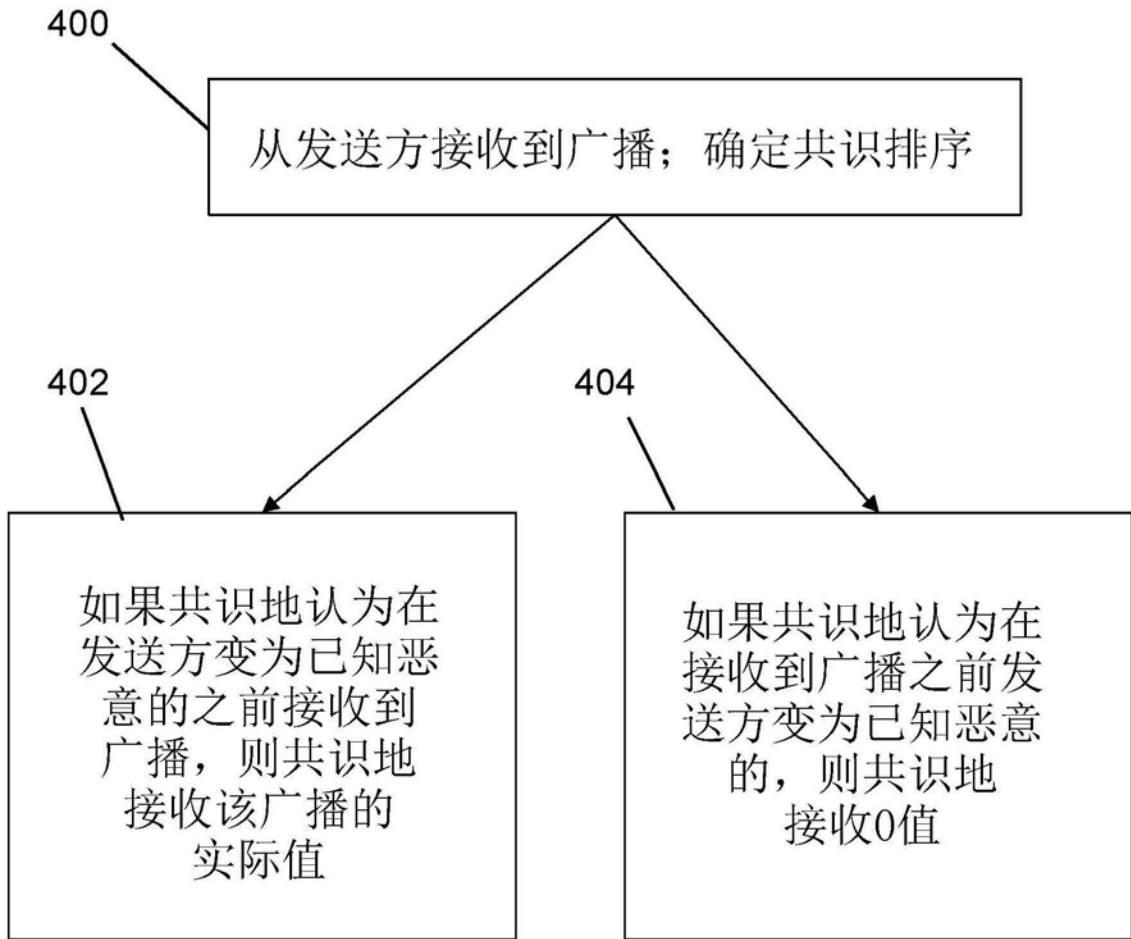 400
从发送方接收到广播；确定共识排序
402
如果共识地认为在
发送方变为已知恶
意的之前接收到
广播，则共识地
接收该广播的
实际值
404
如果共识地认为在
接收到广播之前发
送方变为已知恶意
的，则共识地
接收0值